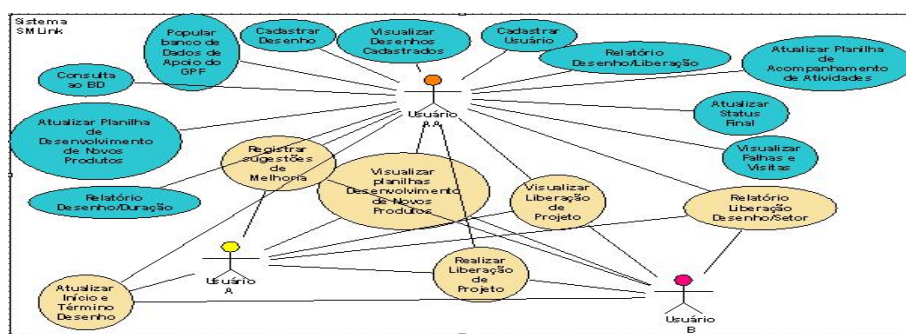 Sistema
SMLink
Popular
banco de
Dados de
Apoio do
GPF
Cadastrar
Desenho
Visualizar
Desenhos
Cadastrados
Cadastrar
Usuário
Relatório
Desenho/Liberação
Atualizar Planilha de
Acompanhamento
de Atividades
Consulta
ao BD
Usuário
AA
Atualizar
Status
Final
Atualizar Planilha
de
Desenvolvimento
de Novos
Produtos
Registrar
sugestões
de
Melhoria
Visualizar
planilhas
Desenvolvimento
de Novos
Produtos
Visualizar
Falhas e
Visitas
Relatório
Desenho/Duração
Visualizar
Liberação
de
Projeto
Relatório
Liberação
Desenho/Setor
Usuário
A
Realizar
Liberação
de
Projeto
Atualizar
Início e
Término
Desenho
Usuário
B